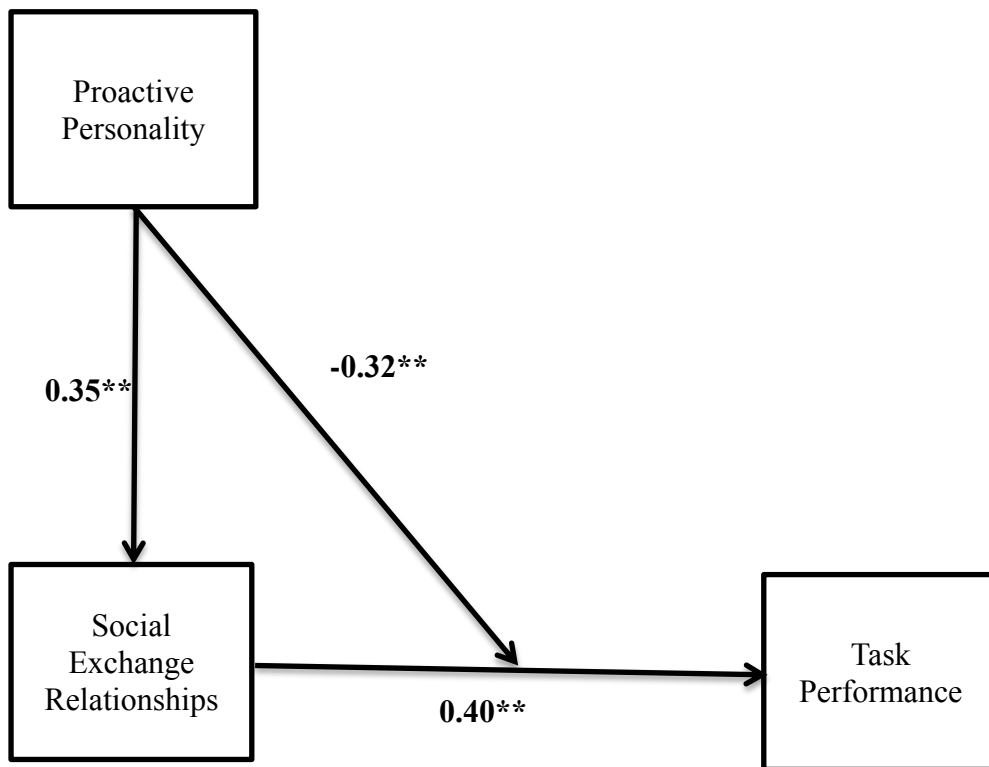 Proactive
Personality
-0.32**
0.35**
Social
Exchange
Relationships
Task
Performance
0.40**